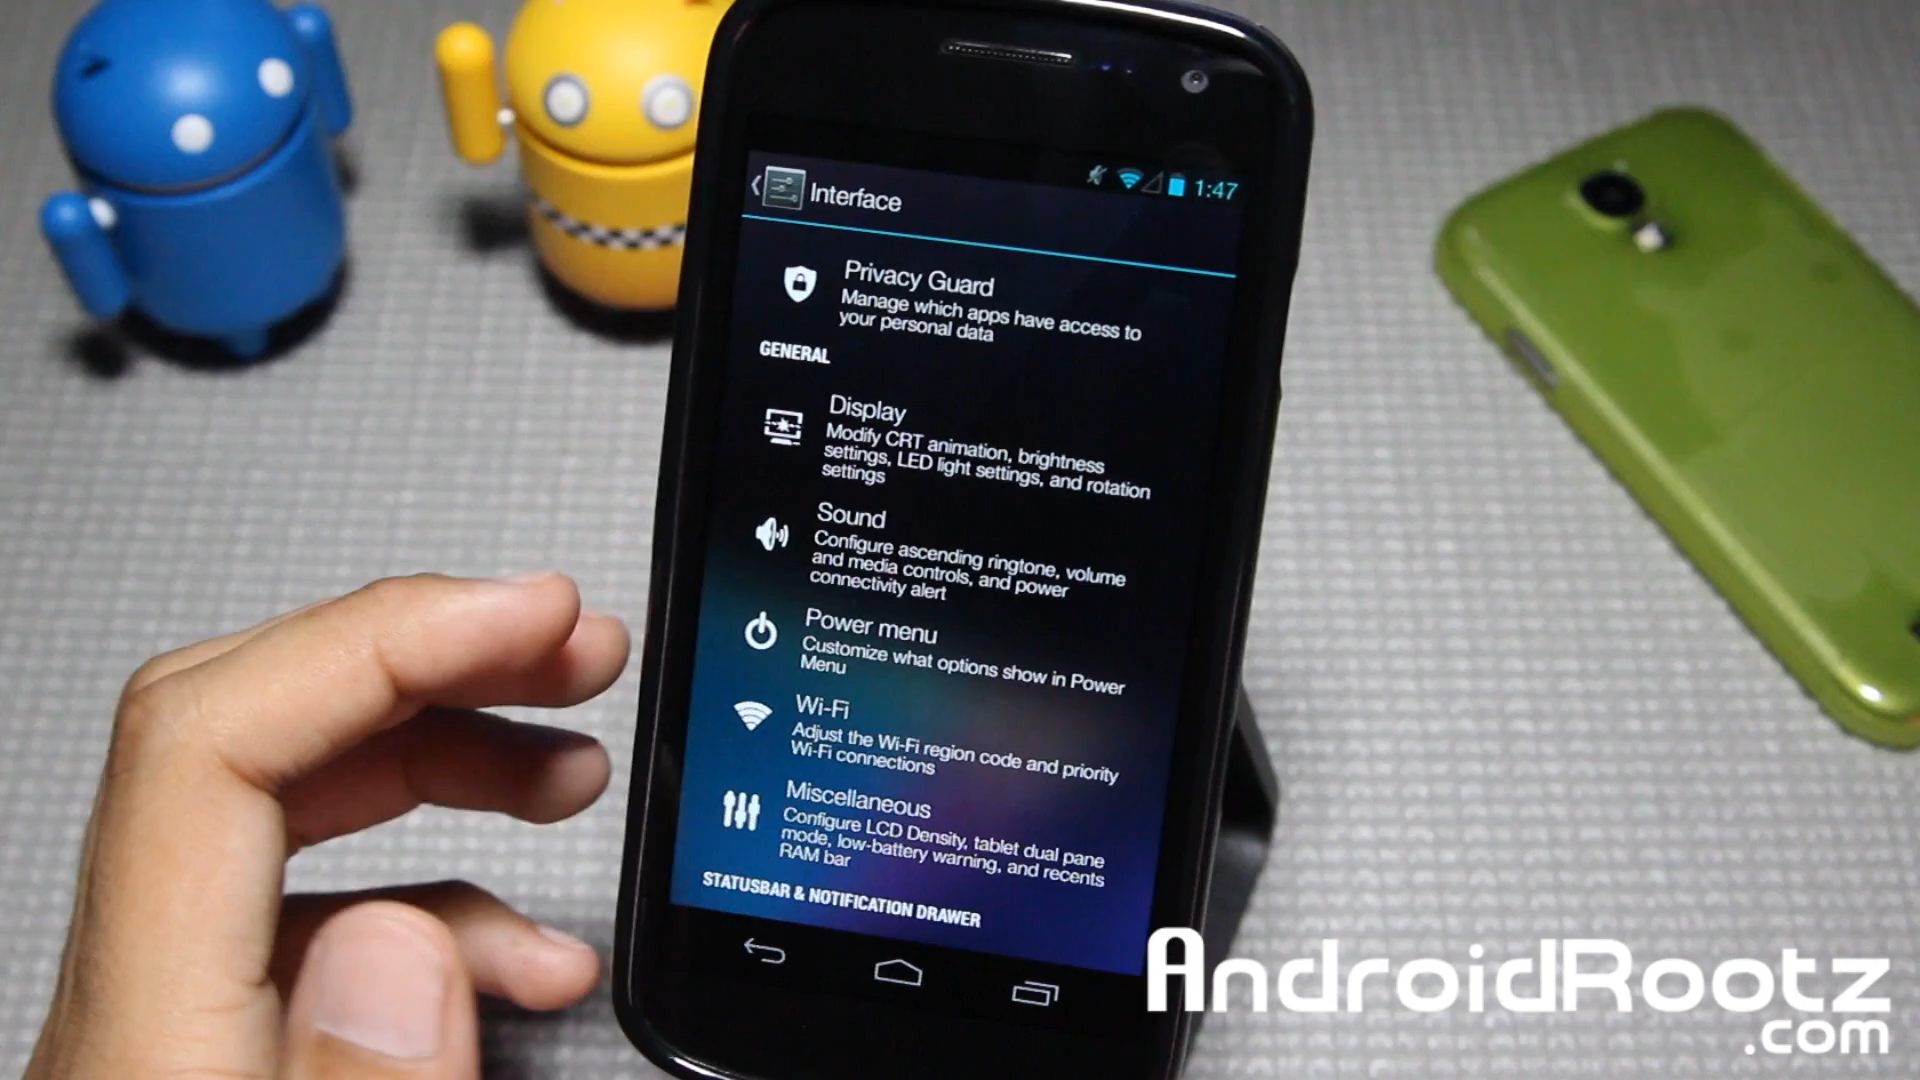 1:47
Interface
Privacy Guard
Manage which apps have access to
your personal data
GENERAL
Display
Modify CRT animation, brightness
settings, LED light settings, and rotation
settings
Sound
Configure ascending ringtone, volume
and media controls, and power
connectivity alert
Power menu
Customize what options show in Power
Menu
Wi-Fi
Adjust the Wi-Fi region code and priority
Wi-Fi connections
Miscellaneous
Configure LCD Density, tablet dual pane
mode, low-battery warning, and recents
RAM bar
STATUSBAR & NOTIFICATION DRAWER
AndroidRootz
.com